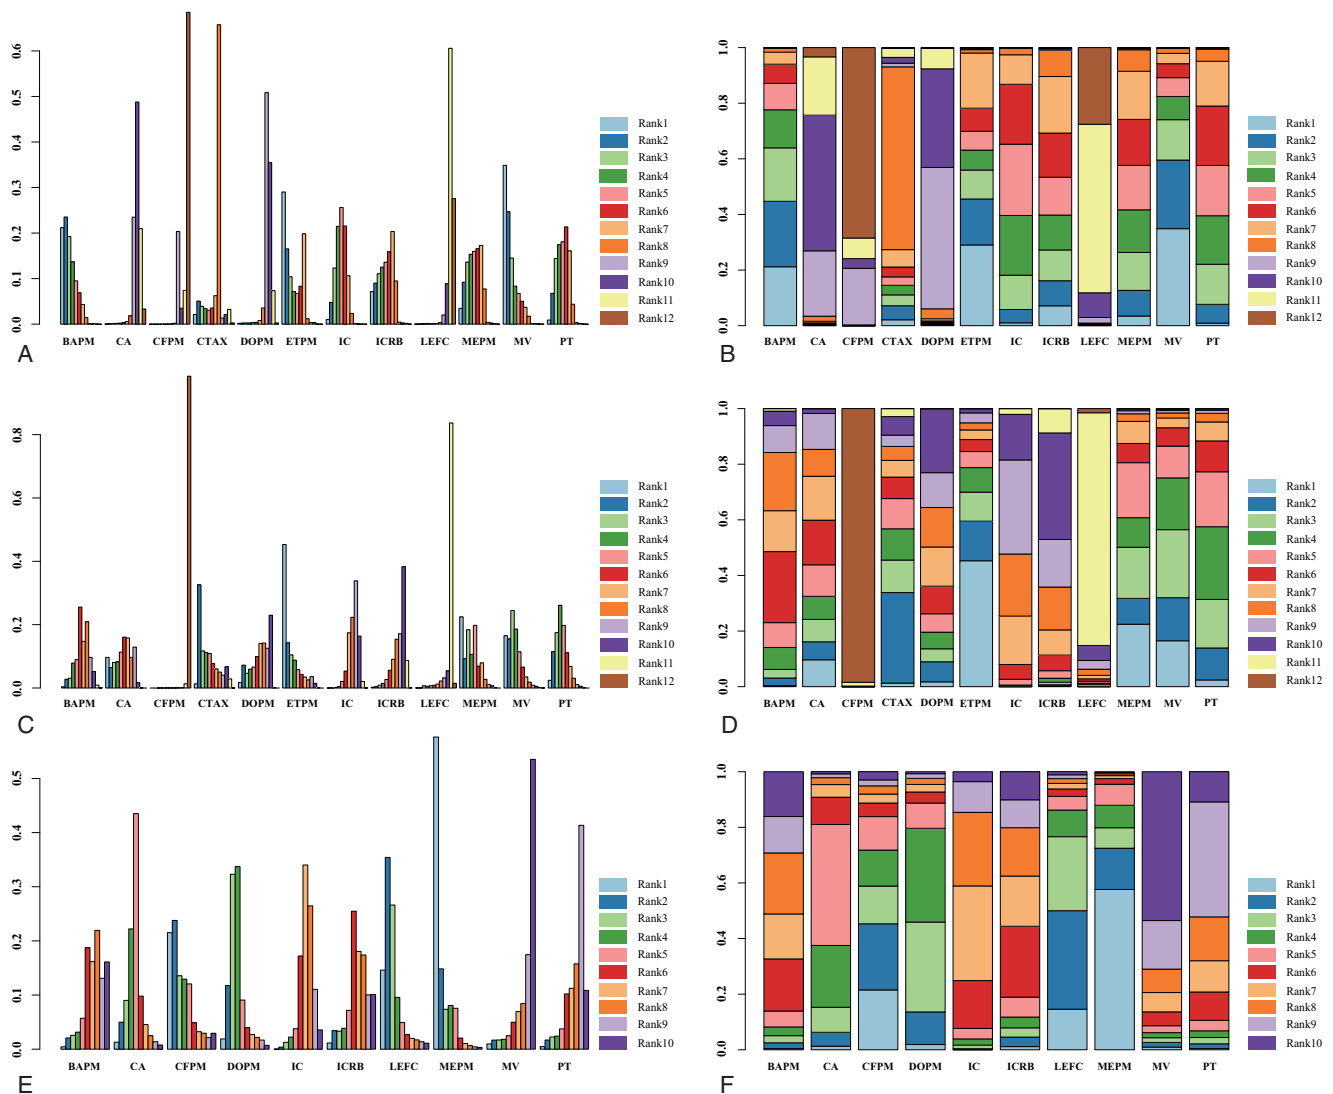 0.0 0.1 0.2 0.3 0.4 0.5 0.6
BAPM CA CFPM CTAX DOPM ETPM IC ICRB LEFC MEPM MV PT
Rank1
Rank2
Rank3
Rank4
Rank5
Rank6
Rank7
Rank8
Rank9
Rank10
Rank11
Rank12
A
0.0 0.2 0.4 0.6 0.8 1.0
BAPM CA CFPM CTAX DOPM ETPM IC ICRB LEFC MEPM MV PT
Rank1
Rank2
Rank3
Rank4
Rank5
Rank6
Rank7
Rank8
Rank9
Rank10
Rank11
Rank12
B
0.0 0.2 0.4 0.6 0.8
BAPM CA CFPM CTAX DOPM ETPM IC ICRB LEFC MEPM MV PT
Rank1
Rank2
Rank3
Rank4
Rank5
Rank6
Rank7
Rank8
Rank9
Rank10
Rank11
Rank12
C
0.0 0.2 0.4 0.6 0.8 1.0
BAPM CA CFPM CTAX DOPM ETPM IC ICRB LEFC MEPM MV PT
Rank1
Rank2
Rank3
Rank4
Rank5
Rank6
Rank7
Rank8
Rank9
Rank10
Rank11
Rank12
D
0.0 0.1 0.2 0.3 0.4 0.5
BAPM CA CFPM DOPM IC ICRB LEFC MEPM MV PT
Rank1
Rank2
Rank3
Rank4
Rank5
Rank6
Rank7
Rank8
Rank9
Rank10
E
0.0 0.2 0.4 0.6 0.8 1.0
BAPM CA CFPM DOPM IC ICRB LEFC MEPM MV PT
Rank1
Rank2
Rank3
Rank4
Rank5
Rank6
Rank7
Rank8
Rank9
Rank10
F